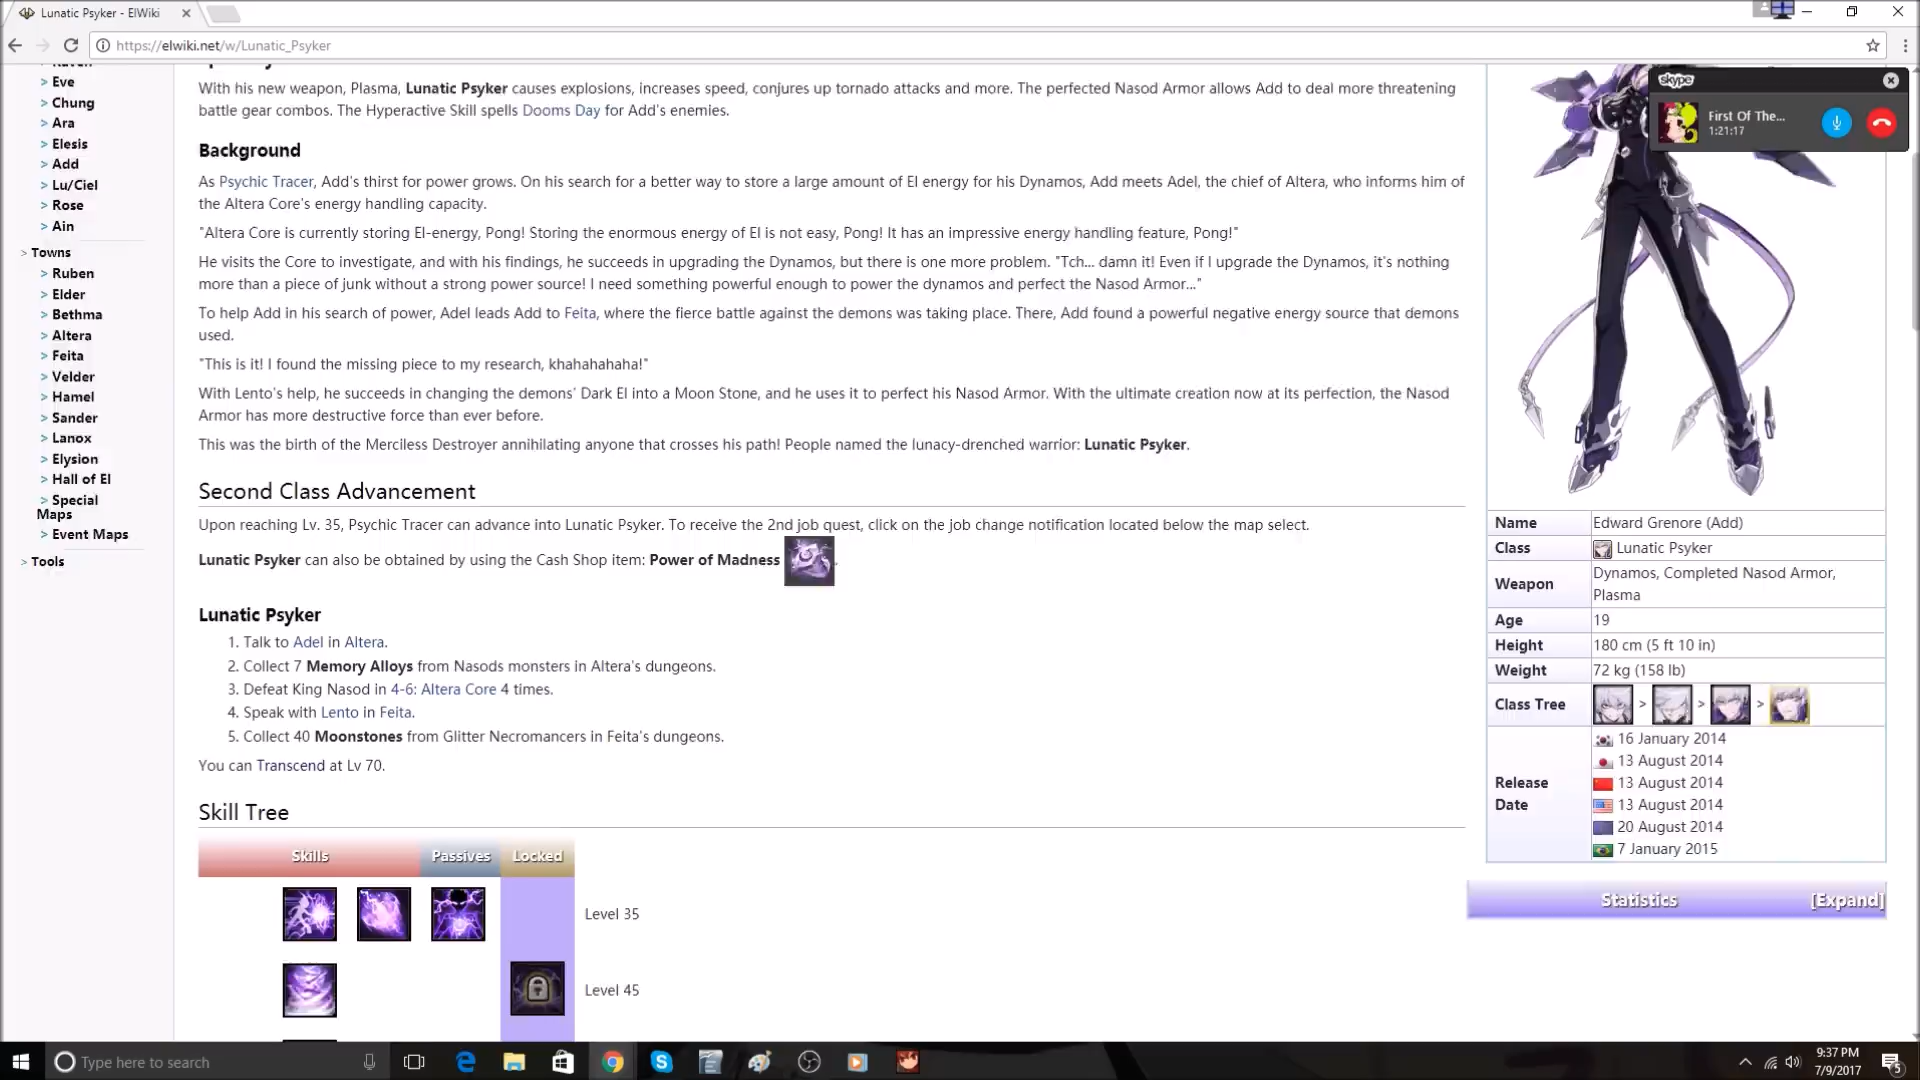 Lunatic Psyker - ElWiki
https://elwiki.net/w/Lunatic_Psyker
> Eve
> Chung
> Ara
> Elesis
> Add
> Lu/Ciel
> Rose
> Ain
> Towns
> Ruben
> Elder
> Bethma
> Altera
> Feita
> Velder
> Hamel
> Sander
> Lanox
> Elysion
> Hall of El
> Special
Maps
> Event Maps
> Tools
With his new weapon, Plasma, Lunatic Psyker causes explosions, increases speed, conjures up tornado attacks and more. The perfected Nasod Armor allows Add to deal more threatening
battle gear combos. The Hyperactive Skill spells Dooms Day for Add's enemies.
Background
As Psychic Tracer, Add's thirst for power grows. On his search for a better way to store a large amount of El energy for his Dynamos, Add meets Adel, the chief of Altera, who informs him of
the Altera Core's energy handling capacity.
"Altera Core is currently storing El-energy, Pong! Storing the enormous energy of El is not easy, Pong! It has an impressive energy handling feature, Pong!"
He visits the Core to investigate, and with his findings, he succeeds in upgrading the Dynamos, but there is one more problem. "Tch... damn it! Even if I upgrade the Dynamos, it's nothing
more than a piece of junk without a strong power source! I need something powerful enough to power the dynamos and perfect the Nasod Armor..."
To help Add in his search of power, Adel leads Add to Feita, where the fierce battle against the demons was taking place. There, Add found a powerful negative energy source that demons
used.
"This is it! I found the missing piece to my research, khahahahaha!"
With Lento's help, he succeeds in changing the demons' Dark El into a Moon Stone, and he uses it to perfect his Nasod Armor. With the ultimate creation now at its perfection, the Nasod
Armor has more destructive force than ever before.
This was the birth of the Merciless Destroyer annihilating anyone that crosses his path! People named the lunacy-drenched warrior: Lunatic Psyker.
Second Class Advancement
Upon reaching Lv. 35, Psychic Tracer can advance into Lunatic Psyker. To receive the 2nd job quest, click on the job change notification located below the map select.
Lunatic Psyker can also be obtained by using the Cash Shop item: Power of Madness .
Lunatic Psyker
1. Talk to Adel in Altera.
2. Collect 7 Memory Alloys from Nasods monsters in Altera's dungeons.
3. Defeat King Nasod in 4-6: Altera Core 4 times.
4. Speak with Lento in Feita.
5. Collect 40 Moonstones from Glitter Necromancers in Feita's dungeons.
You can Transcend at Lv 70.
Skill Tree
Skills Passives Locked
Level 35
Level 45
skype
First Of The...
1:21:17
Name Edward Grenore (Add)
Class Lunatic Psyker
Weapon Dynamos, Completed Nasod Armor,
Plasma
Age 19
Height 180 cm (5 ft 10 in)
Weight 72 kg (158 lb)
Class Tree > > >
Release
Date
16 January 2014
13 August 2014
13 August 2014
13 August 2014
20 August 2014
7 January 2015
Statistics [Expand]
Type here to search
9:37 PM
7/9/2017
5